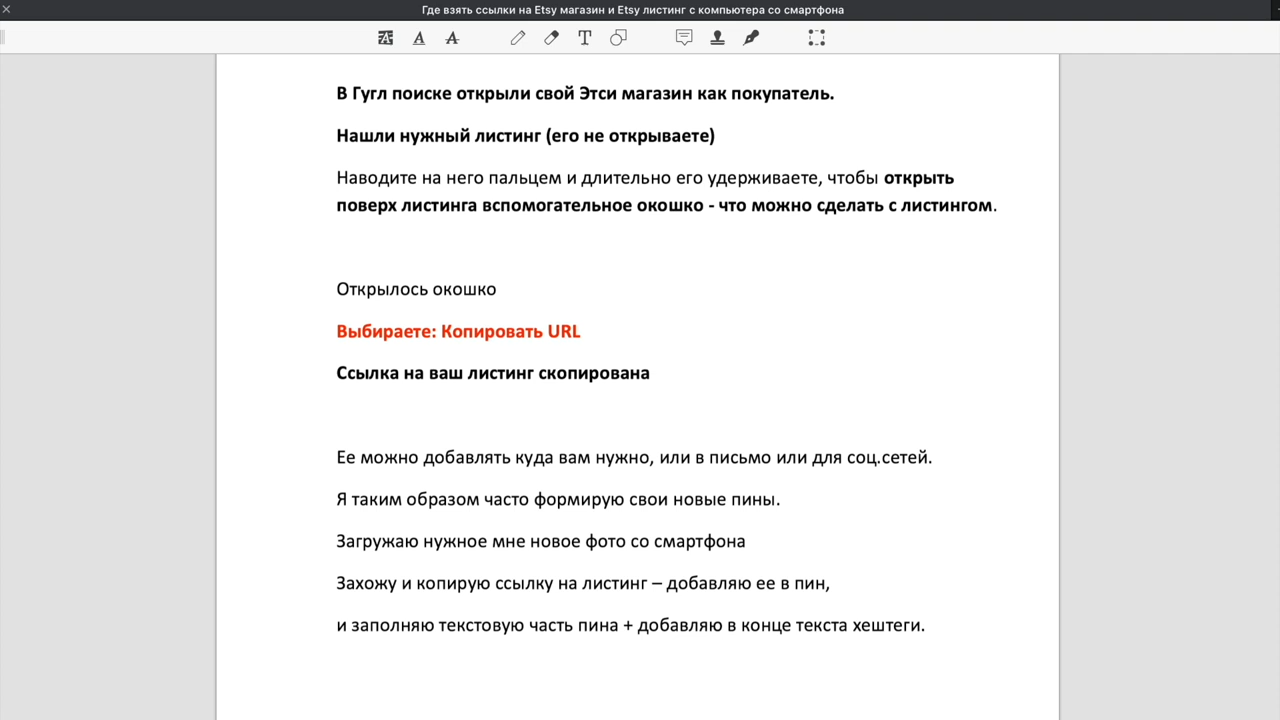 Где взять ссылки на Etsy магазин и Etsy листинг с компьютера со смартфона
В Гугл поиске открыли свой Этси магазин как покупатель.
Нашли нужный листинг (его не открываете)
Наводите на него пальцем и длительно его удерживаете, чтобы открыть
поверх листинга вспомогательное окошко - что можно сделать с листингом.
Открылось окошко
Выбираете: Копировать URL
Ссылка на ваш листинг скопирована
Ее можно добавлять куда вам нужно, или в письмо или для соц.сетей.
Я таким образом часто формирую свои новые пины.
Загружаю нужное мне новое фото со смартфона
Захожу и копирую ссылку на листинг – добавляю ее в пин,
и заполняю текстовую часть пина + добавляю в конце текста хештеги.